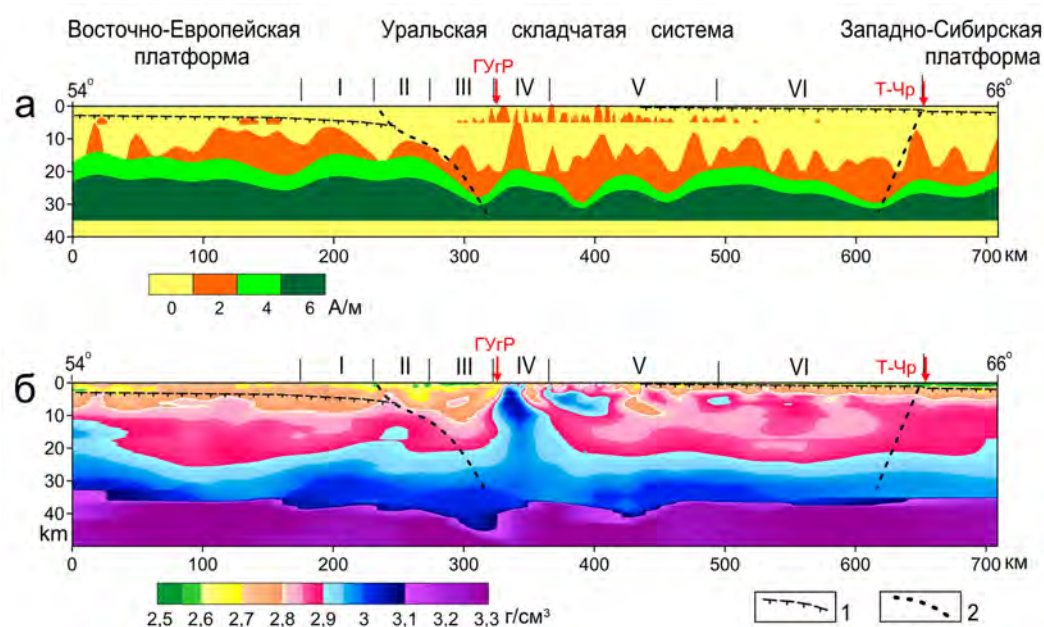 Восточно-Европейская платформа
Уральская складчатая система
Западно-Сибирская платформа
54° I II III ГУгР IV V VI Т-Чр 66°
а
0
10
20
30
40
0 100 200 300 400 500 600 700 км
0 2 4 6 А/м
54° I II III ГУгР IV V VI Т-Чр 66°
б
0
10
20
30
40
km
0 100 200 300 400 500 600 700 км
2,5 2,6 2,7 2,8 2,9 3 3,1 3,2 3,3 г/см³
1 2